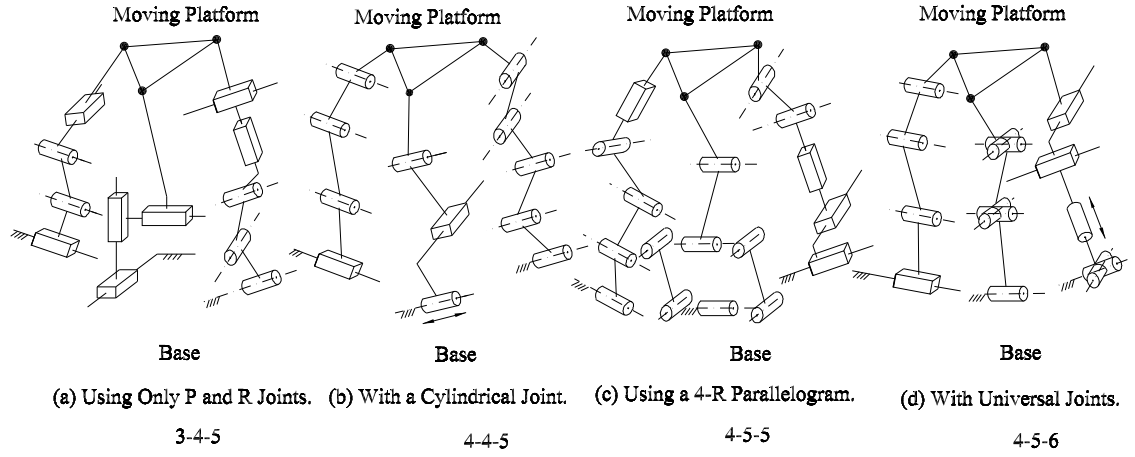 Moving Platform
Moving Platform
Moving Platform
Moving Platform
Base
Base
Base
Base
(a) Using Only P and R Joints.
(b) With a Cylindrical Joint.
(c) Using a 4-R Parallelogram.
(d) With Universal Joints.
3-4-5
4-4-5
4-5-5
4-5-6